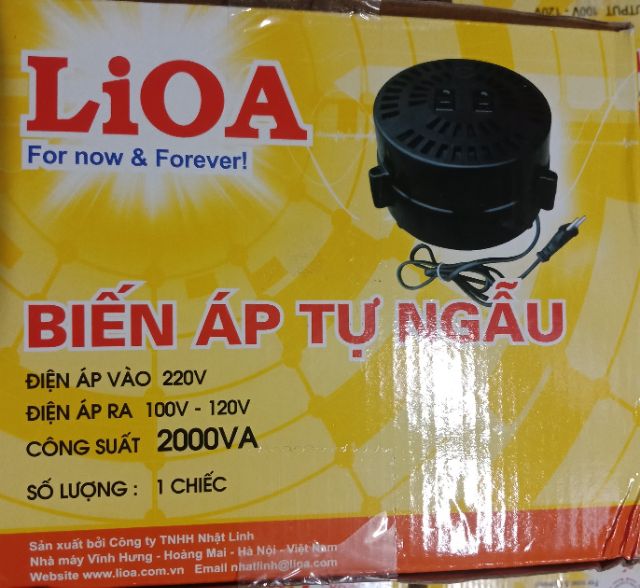 LiOA
For now & Forever!
BIẾN ÁP TỰ NGẪU
ĐIỆN ÁP VÀO 220V
ĐIỆN ÁP RA 100V - 120V
CÔNG SUẤT 2000VA
SỐ LƯỢNG : 1 CHIẾC
Sản xuất bởi Công ty TNHH Nhật Linh
Nhà máy Vĩnh Hưng - Hoàng Mai - Hà Nội - Việt Nam
Website www.lioa.com.vn Email nhatlinh@lioa.com
100V - 120V